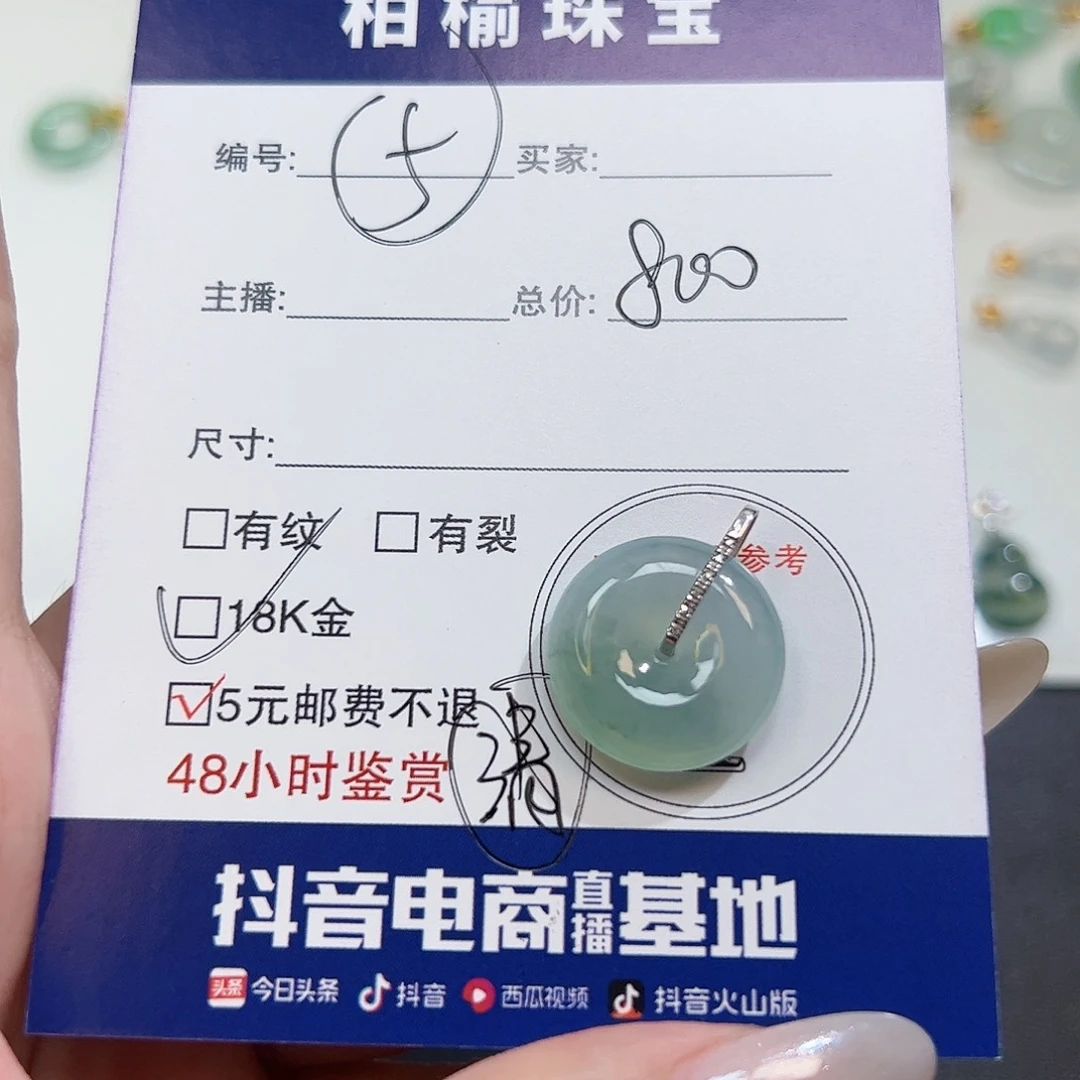 柏榆珠宝
编号: 买家:
主播: 总价: 800
尺寸:
有纹 有裂
18K金
参考
5元邮费不退
48小时鉴赏
清
抖音电商直播基地
头条 今日头条 抖音 西瓜视频 抖音火山版